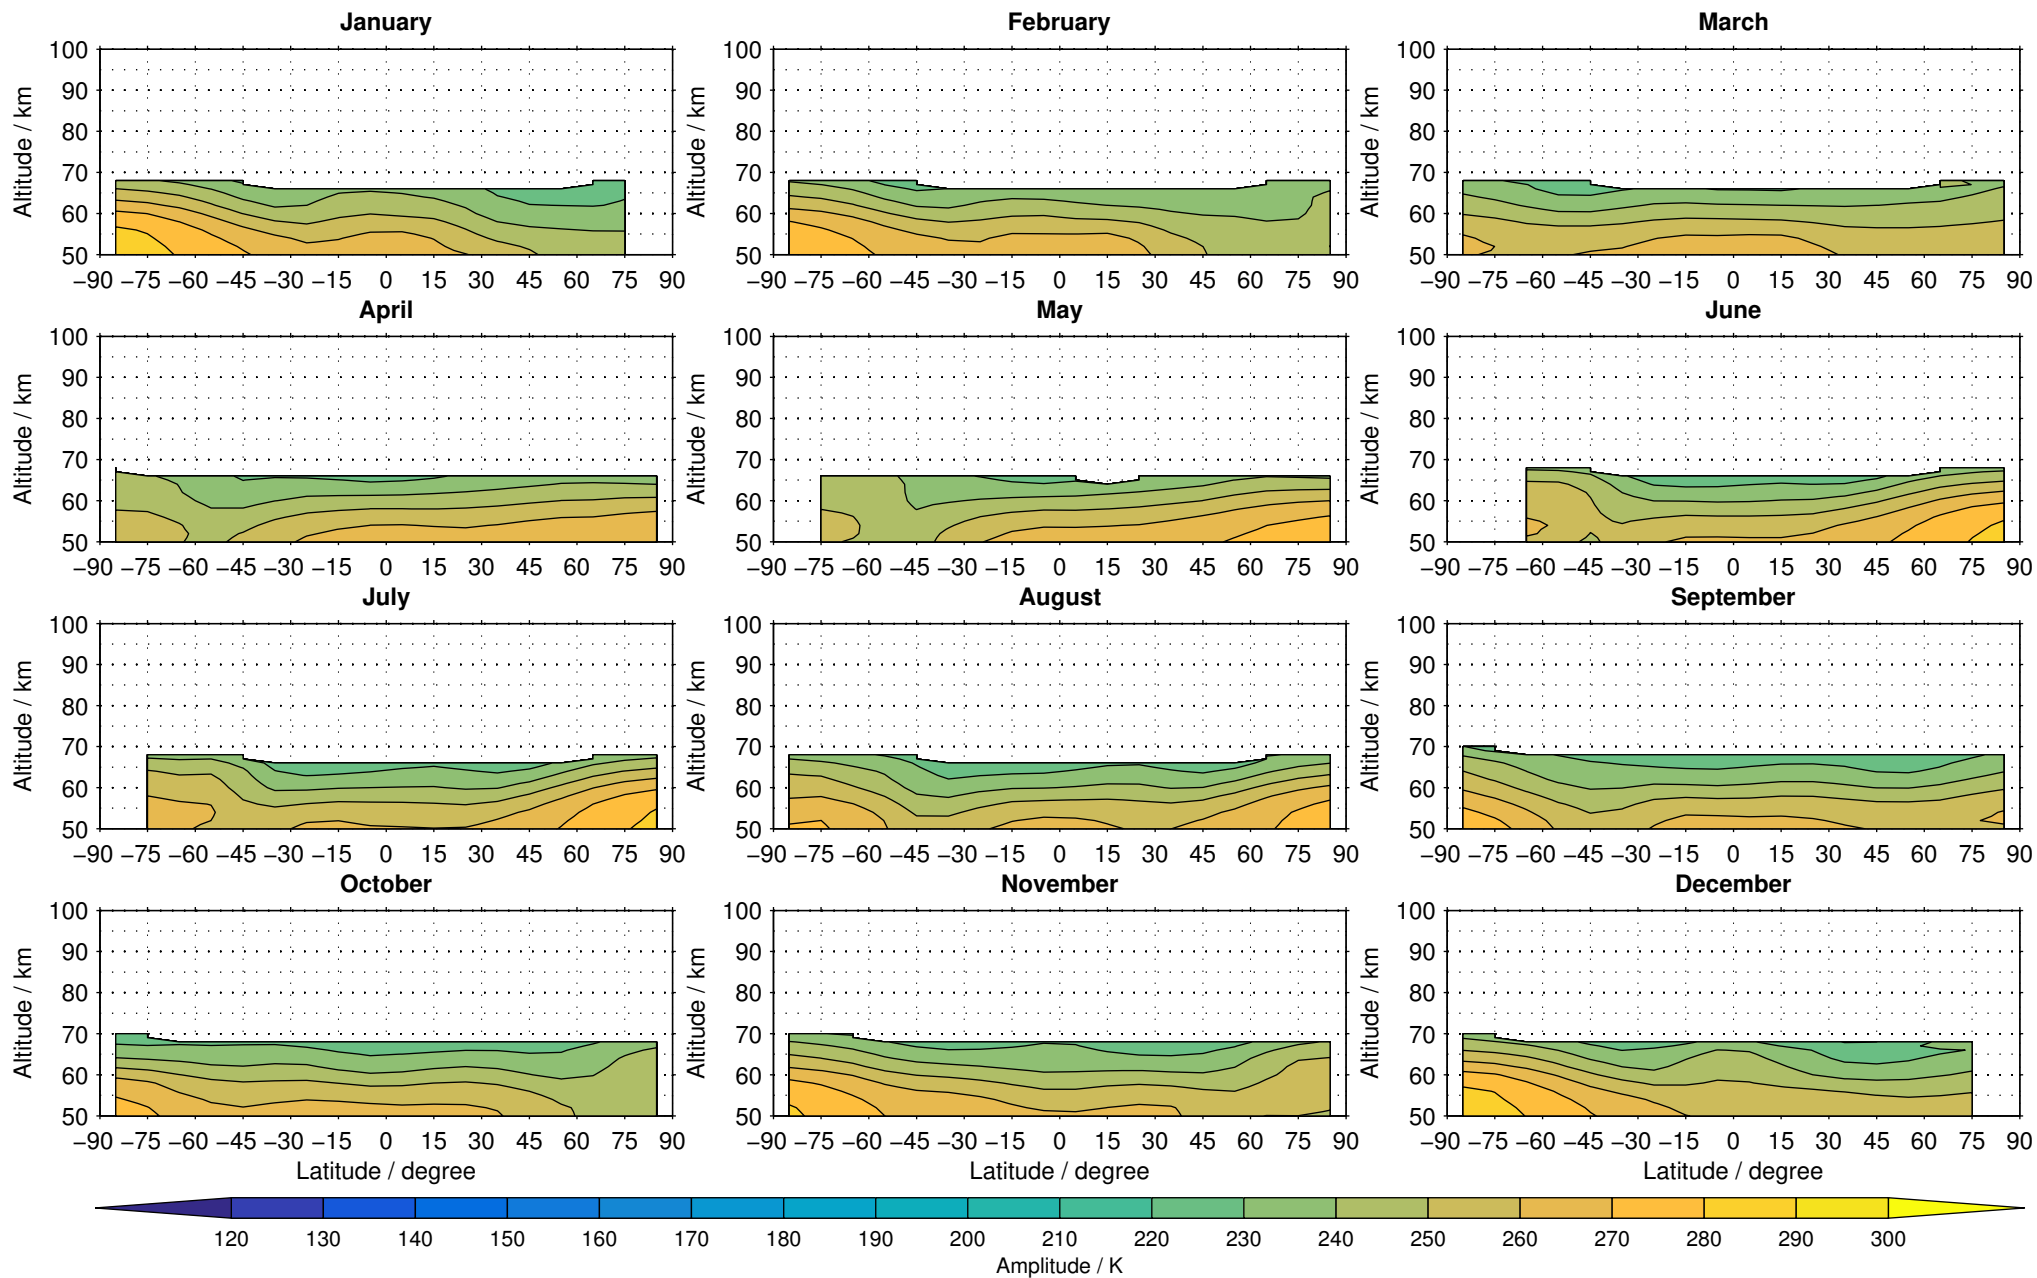 January February March
100 100 100
90 90 90
80 80 80
70 70 70
60 60 60
50 50 50
Altitude / km Altitude / km Altitude / km
−90 −75 −60 −45 −30 −15 0 15 30 45 60 75 90 −90 −75 −60 −45 −30 −15 0 15 30 45 60 75 90 −90 −75 −60 −45 −30 −15 0 15 30 45 60 75 90
April May June
100 100 100
90 90 90
80 80 80
70 70 70
60 60 60
50 50 50
Altitude / km Altitude / km Altitude / km
−90 −75 −60 −45 −30 −15 0 15 30 45 60 75 90 −90 −75 −60 −45 −30 −15 0 15 30 45 60 75 90 −90 −75 −60 −45 −30 −15 0 15 30 45 60 75 90
July August September
100 100 100
90 90 90
80 80 80
70 70 70
60 60 60
50 50 50
Altitude / km Altitude / km Altitude / km
−90 −75 −60 −45 −30 −15 0 15 30 45 60 75 90 −90 −75 −60 −45 −30 −15 0 15 30 45 60 75 90 −90 −75 −60 −45 −30 −15 0 15 30 45 60 75 90
October November December
100 100 100
90 90 90
80 80 80
70 70 70
60 60 60
50 50 50
Altitude / km Altitude / km Altitude / km
−90 −75 −60 −45 −30 −15 0 15 30 45 60 75 90 −90 −75 −60 −45 −30 −15 0 15 30 45 60 75 90 −90 −75 −60 −45 −30 −15 0 15 30 45 60 75 90
Latitude / degree Latitude / degree Latitude / degree
120 130 140 150 160 170 180 190 200 210 220 230 240 250 260 270 280 290 300
Amplitude / K